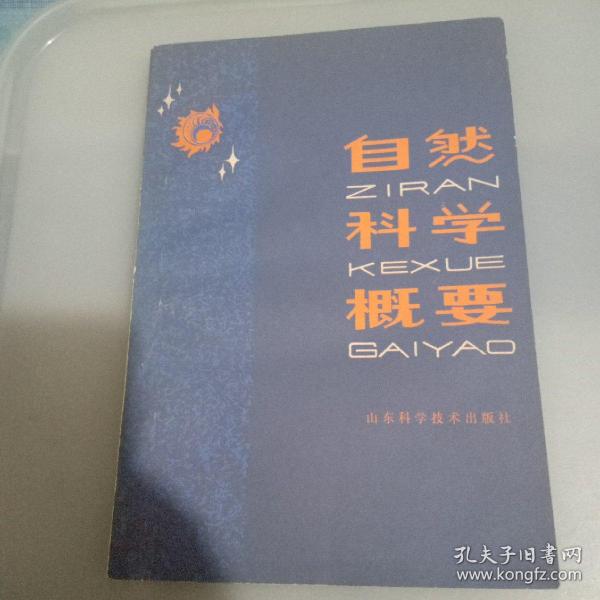 自然
ZIRAN
科学
KEXUE
概要
GAIYAO
山东科学技术出版社
孔夫子旧书网
www.kongfz.com